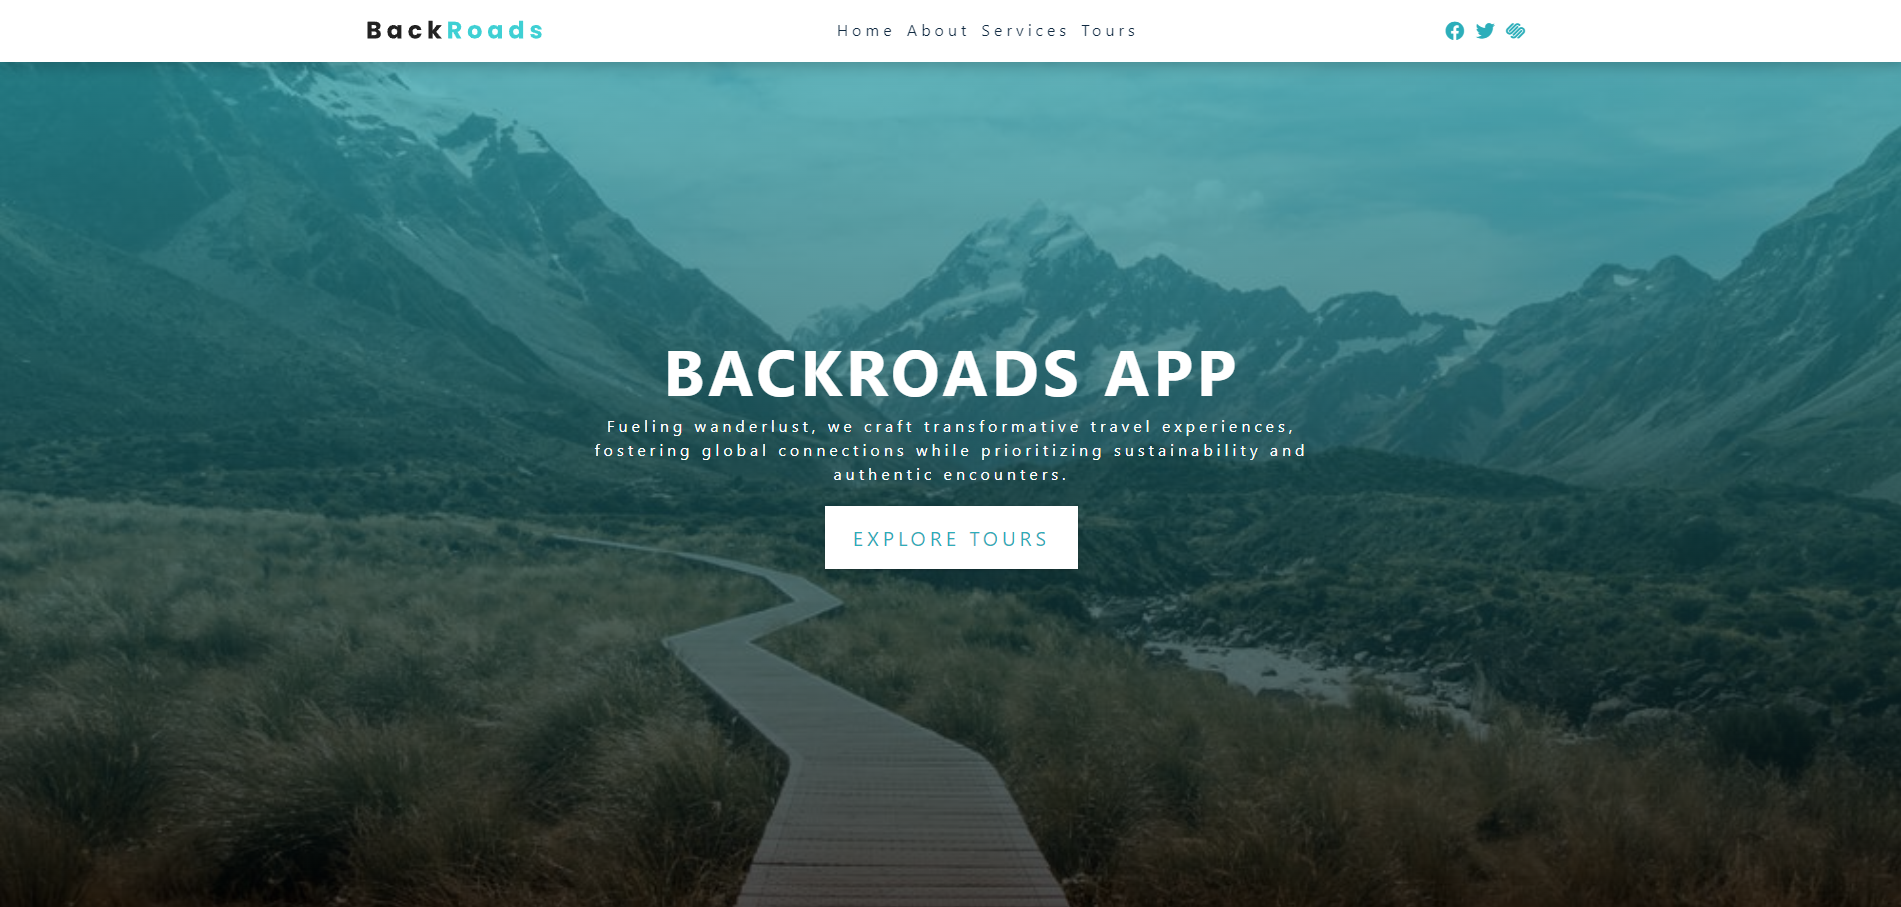 BackRoads
Home About Services Tours
BACKROADS APP
Fueling wanderlust, we craft transformative travel experiences,
fostering global connections while prioritizing sustainability and
authentic encounters.
EXPLORE TOURS